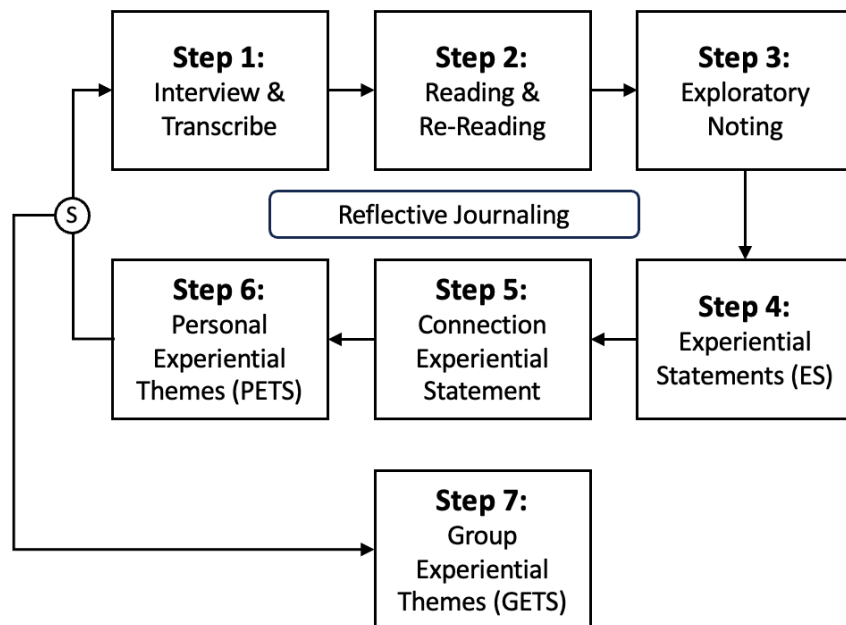 Step 1:
Interview &
Transcribe
Step 2:
Reading &
Re-Reading
Step 3:
Exploratory
Noting
S
Reflective Journaling
Step 4:
Experiential
Statements (ES)
Step 5:
Connection
Experiential
Statement
Step 6:
Personal
Experiential
Themes (PETS)
Step 7:
Group
Experiential
Themes (GETS)